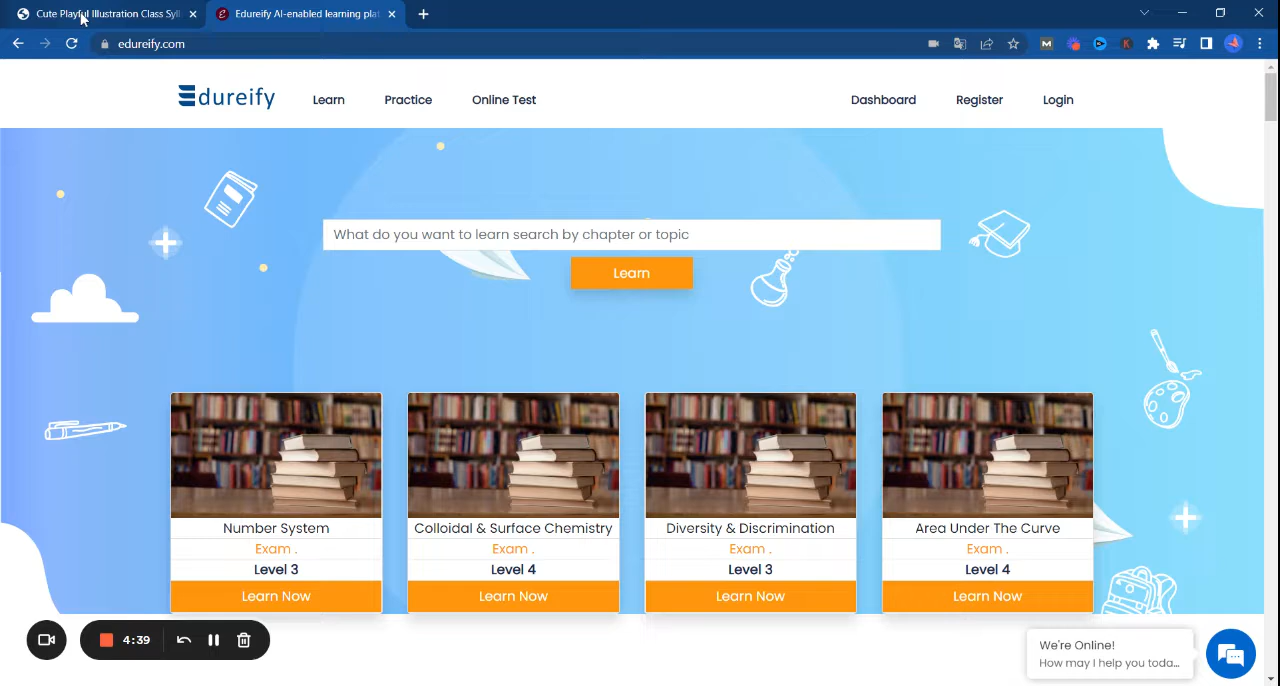 Cute Playful Illustration Class Syll
Edureify AI-enabled learning plat
edureify.com
Edureify
Learn
Practice
Online Test
Dashboard
Register
Login
What do you want to learn search by chapter or topic
Learn
Number System
Exam .
Level 3
Learn Now
Colloidal & Surface Chemistry
Exam .
Level 4
Learn Now
Diversity & Discrimination
Exam .
Level 3
Learn Now
Area Under The Curve
Exam .
Level 4
Learn Now
4:39
We're Online!
How may I help you toda...